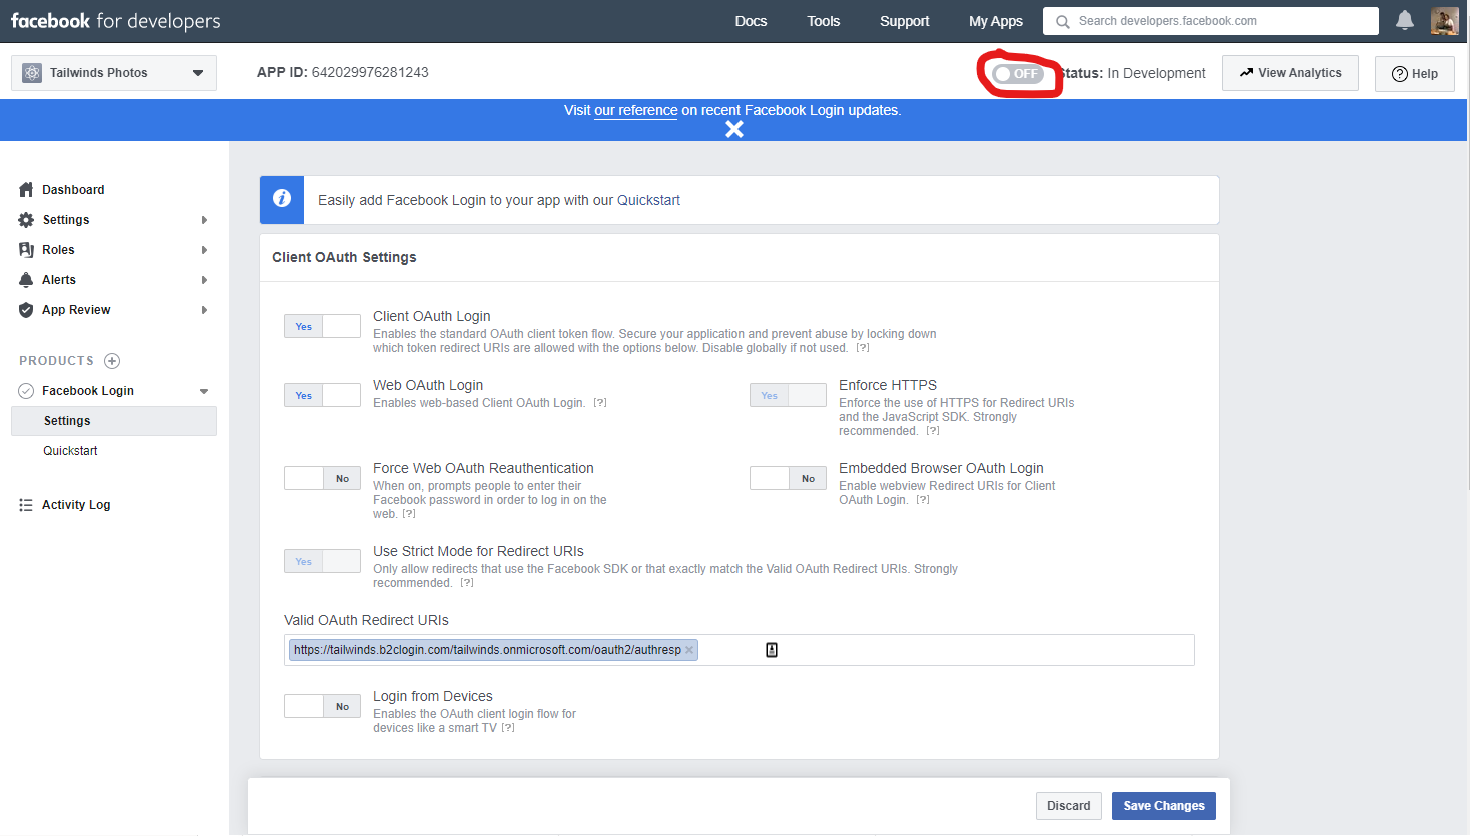 facebook for developers
Docs
Tools
Support
My Apps
Search developers.facebook.com
Tailwinds Photos
APP ID: 642029976281243
OFF
Status: In Development
View Analytics
Help
Visit our reference on recent Facebook Login updates.
Dashboard
Settings
Roles
Alerts
App Review
PRODUCTS
Facebook Login
Settings
Quickstart
Activity Log
Easily add Facebook Login to your app with our Quickstart
Client OAuth Settings
Yes
Client OAuth Login
Enables the standard OAuth client token flow. Secure your application and prevent abuse by locking down
which token redirect URIs are allowed with the options below. Disable globally if not used. [?]
Yes
Web OAuth Login
Enables web-based Client OAuth Login. [?]
Yes
Enforce HTTPS
Enforce the use of HTTPS for Redirect URIs
and the JavaScript SDK. Strongly
recommended. [?]
No
Force Web OAuth Reauthentication
When on, prompts people to enter their
Facebook password in order to log in on the
web. [?]
No
Embedded Browser OAuth Login
Enable webview Redirect URIs for Client
OAuth Login. [?]
Yes
Use Strict Mode for Redirect URIs
Only allow redirects that use the Facebook SDK or that exactly match the Valid OAuth Redirect URIs. Strongly
recommended. [?]
Valid OAuth Redirect URIs
https://tailwinds.b2clogin.com/tailwinds.onmicrosoft.com/oauth2/authresp
No
Login from Devices
Enables the OAuth client login flow for
devices like a smart TV [?]
Discard
Save Changes